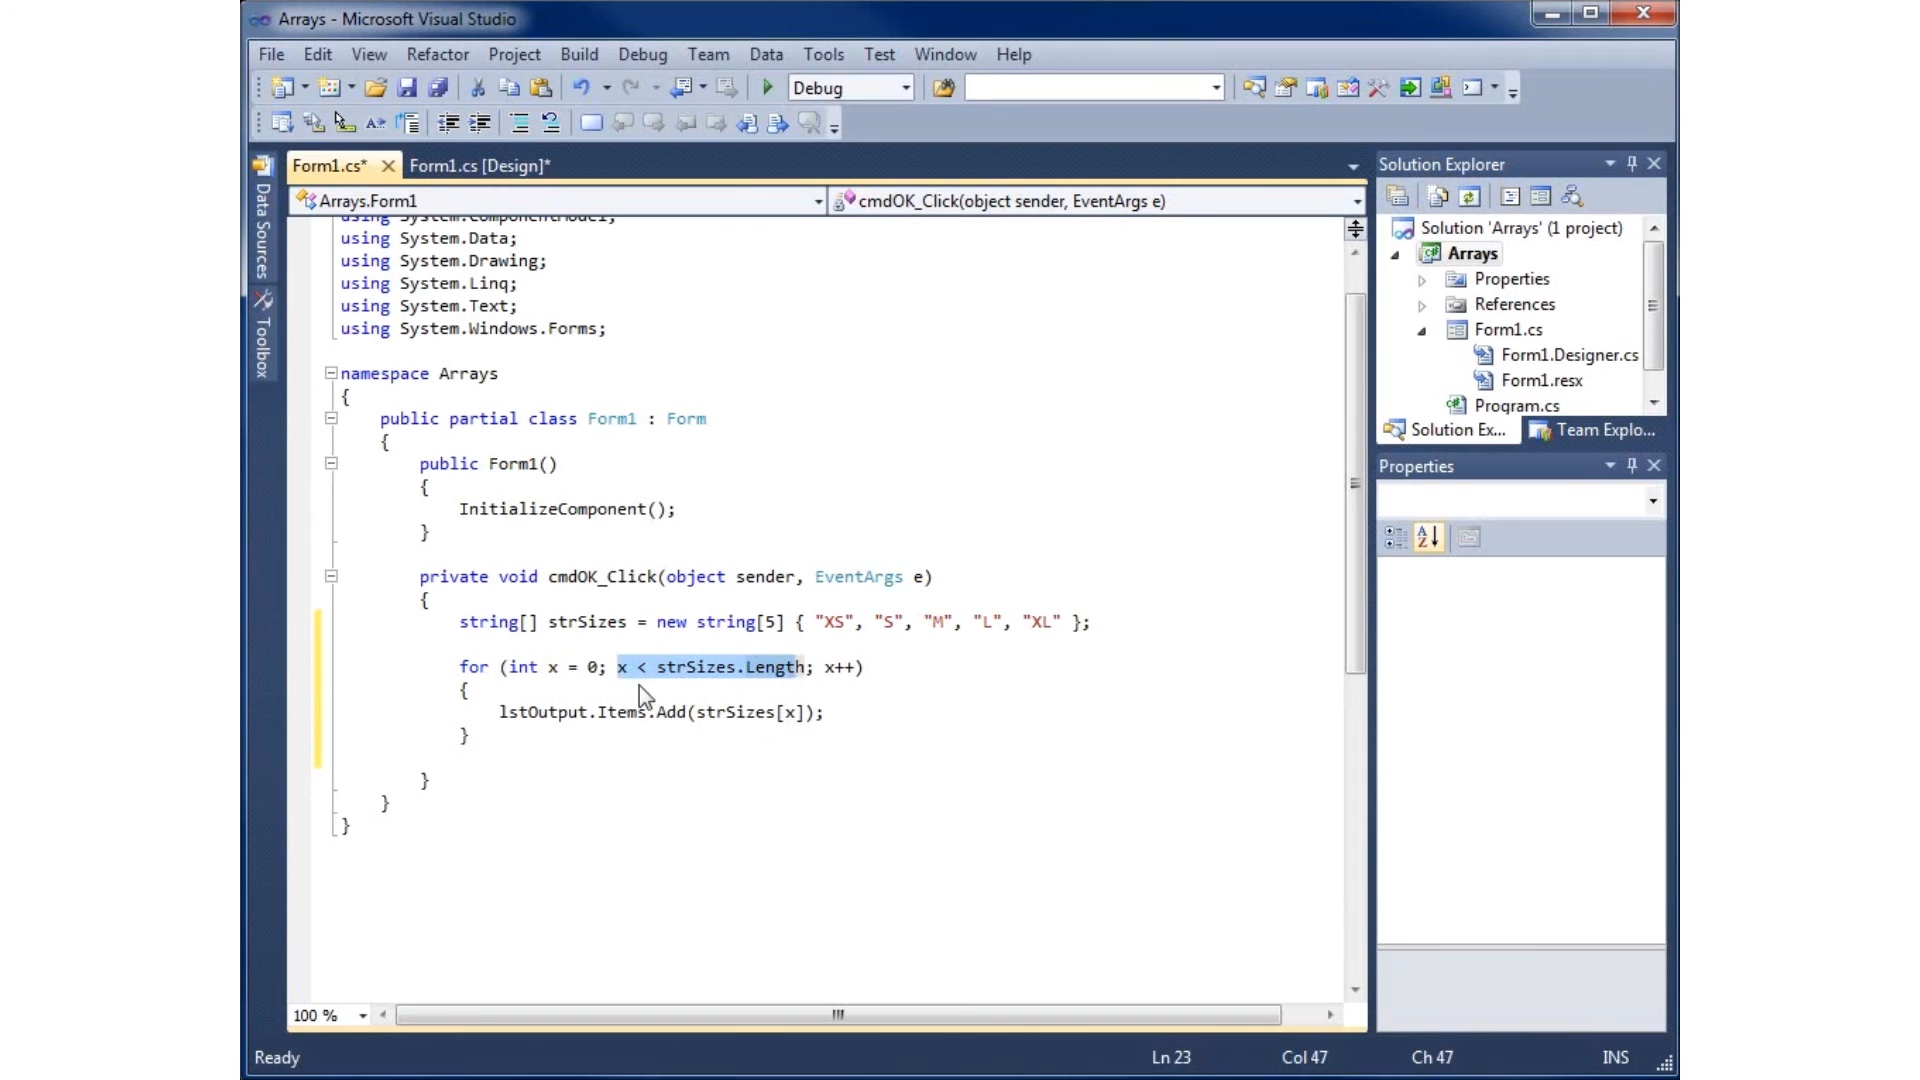 Arrays - Microsoft Visual Studio
File Edit View Refactor Project Build Debug Team Data Tools Test Window Help
Debug
Form1.cs* Form1.cs [Design]*
Arrays.Form1 cmdOK_Click(object sender, EventArgs e)
Data Sources
Toolbox
using System.ComponentModel;
using System.Data;
using System.Drawing;
using System.Linq;
using System.Text;
using System.Windows.Forms;
namespace Arrays
{
public partial class Form1 : Form
{
public Form1()
{
InitializeComponent();
}
private void cmdOK_Click(object sender, EventArgs e)
{
string[] strSizes = new string[5] { "XS", "S", "M", "L", "XL" };
for (int x = 0; x < strSizes.Length; x++)
{
lstOutput.Items.Add(strSizes[x]);
}
}
}
}
100 %
Solution Explorer
Solution 'Arrays' (1 project)
Arrays
Properties
References
Form1.cs
Form1.Designer.cs
Form1.resx
Program.cs
Solution Ex... Team Explo...
Properties
Ready Ln 23 Col 47 Ch 47 INS